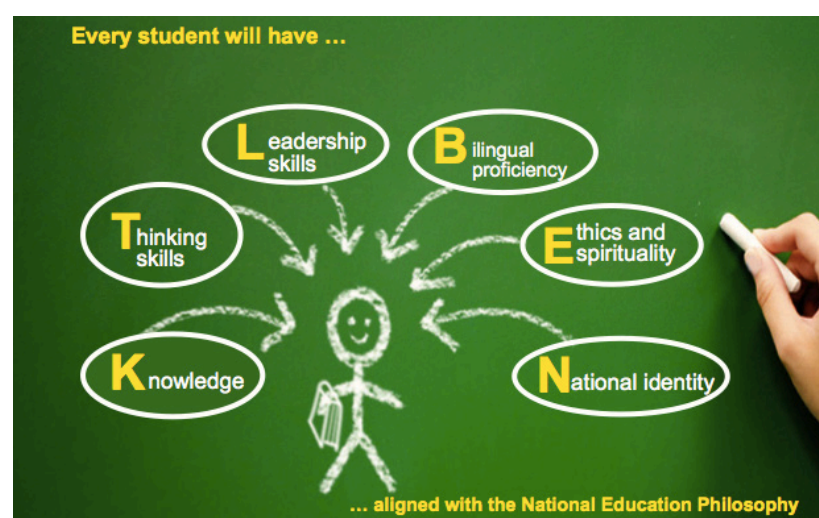 Every student will have ...
Leadership
skills
Bilingual
proficiency
Thinking
skills
Ethics and
spirituality
Knowledge
National identity
... aligned with the National Education Philosophy